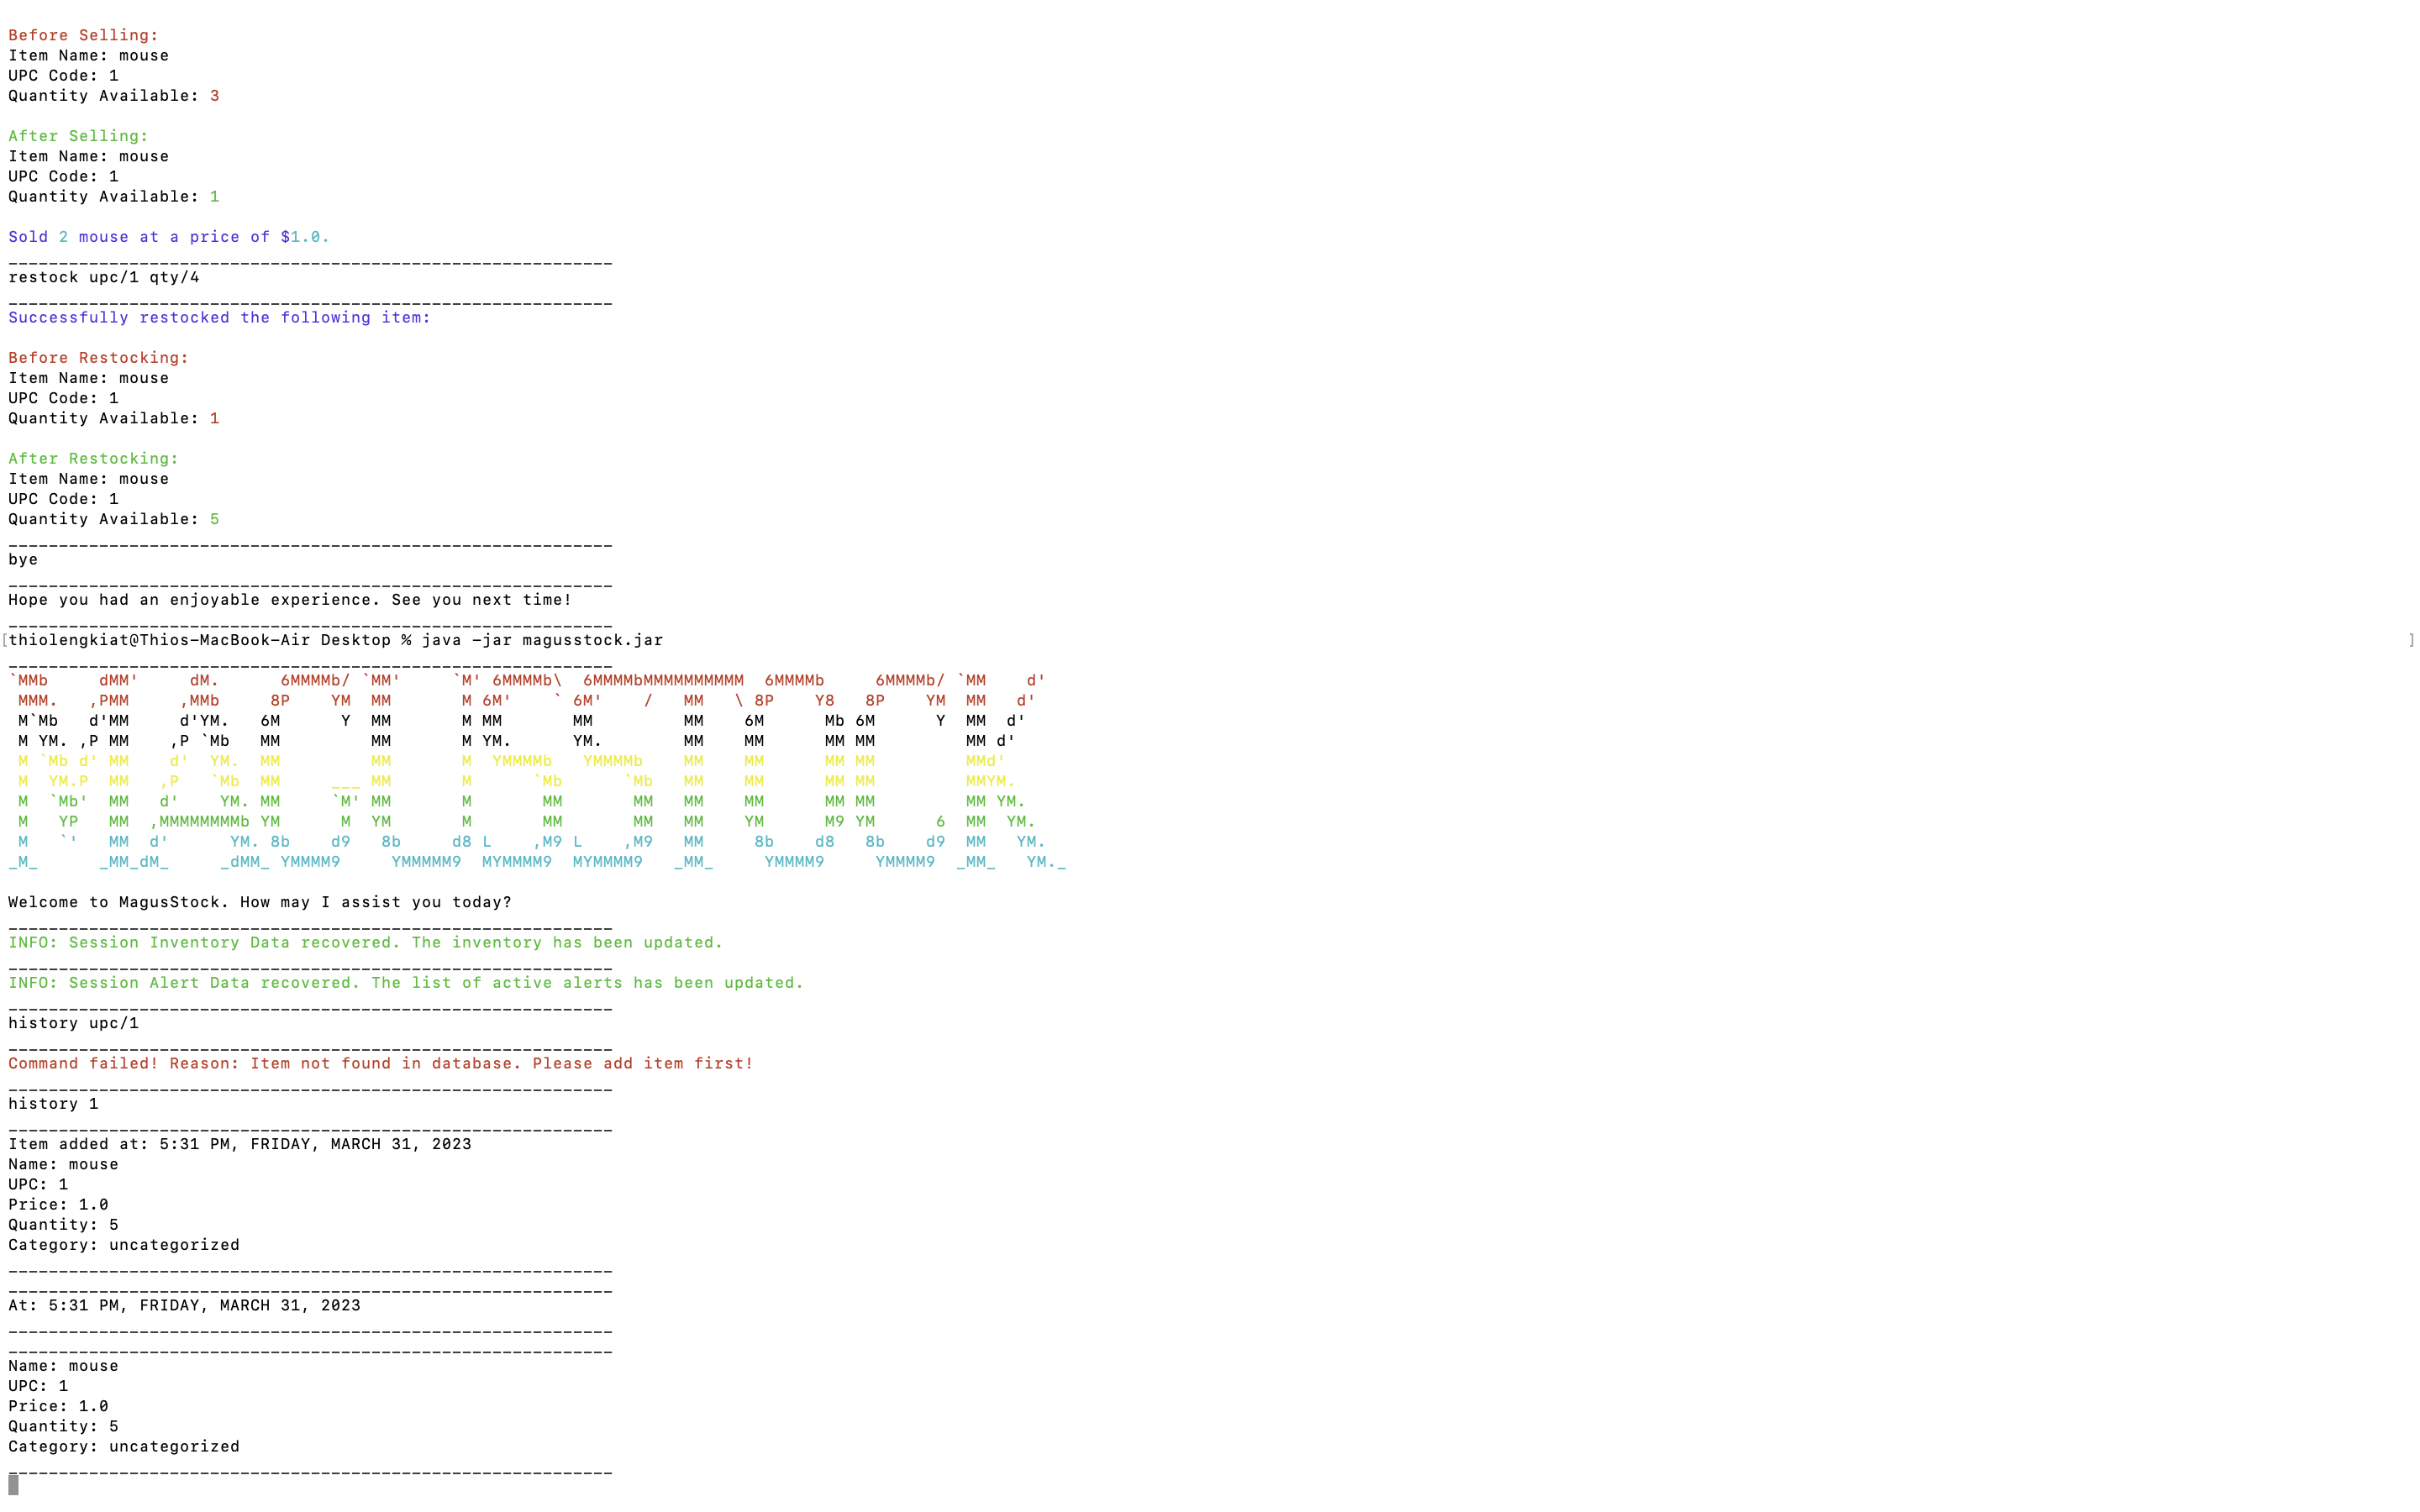 Before Selling:
Item Name: mouse
UPC Code: 1
Quantity Available: 3

After Selling:
Item Name: mouse
UPC Code: 1
Quantity Available: 1

Sold 2 mouse at a price of $1.0.
____________________________________________________________
restock upc/1 qty/4
____________________________________________________________
Successfully restocked the following item:

Before Restocking:
Item Name: mouse
UPC Code: 1
Quantity Available: 1

After Restocking:
Item Name: mouse
UPC Code: 1
Quantity Available: 5
____________________________________________________________
bye
____________________________________________________________
Hope you had an enjoyable experience. See you next time!
____________________________________________________________
[thiolengkiat@Thios-MacBook-Air Desktop % java -jar magusstock.jar ]
____________________________________________________________
`MMb     dMM'     dM.      6MMMMb/ `MM'     `M' 6MMMMb\  6MMMMbMMMMMMMMMMM  6MMMMb     6MMMMb/ `MM    d'
 MMM.   ,PMM     ,MMb     8P    YM  MM       M 6M'    ` 6M'    /   MM   \ 8P    Y8   8P    YM  MM   d'
 M`Mb   d'MM     d'YM.   6M      Y  MM       M MM       MM         MM    6M      Mb 6M      Y  MM  d'
 M YM. ,P MM    ,P `Mb   MM         MM       M YM.      YM.        MM    MM      MM MM         MM d'
 M `Mb d' MM    d'  YM.  MM         MM       M  YMMMMb   YMMMMb    MM    MM      MM MM         MMd'
 M  YM.P  MM   ,P   `Mb  MM     ___ MM       M      `Mb      `Mb   MM    MM      MM MM         MMYM.
 M  `Mb'  MM   d'    YM. MM     `M' MM       M       MM       MM   MM    MM      MM MM         MM YM.
 M   YP   MM  ,MMMMMMMMb YM      M  YM       M       MM       MM   MM    YM      M9 YM      6  MM  YM.
 M   `'   MM  d'      YM. 8b    d9   8b     d8 L    ,M9 L    ,M9   MM     8b    d8   8b    d9  MM   YM.
_M_      _MM_dM_     _dMM_ YMMMM9     YMMMMM9  MYMMMM9  MYMMMM9   _MM_     YMMMM9     YMMMM9  _MM_   YM._

Welcome to MagusStock. How may I assist you today?
____________________________________________________________
INFO: Session Inventory Data recovered. The inventory has been updated.
____________________________________________________________
INFO: Session Alert Data recovered. The list of active alerts has been updated.
____________________________________________________________
history upc/1
____________________________________________________________
Command failed! Reason: Item not found in database. Please add item first!
____________________________________________________________
history 1
____________________________________________________________
Item added at: 5:31 PM, FRIDAY, MARCH 31, 2023
Name: mouse
UPC: 1
Price: 1.0
Quantity: 5
Category: uncategorized
____________________________________________________________
____________________________________________________________
At: 5:31 PM, FRIDAY, MARCH 31, 2023
____________________________________________________________
____________________________________________________________
Name: mouse
UPC: 1
Price: 1.0
Quantity: 5
Category: uncategorized
____________________________________________________________